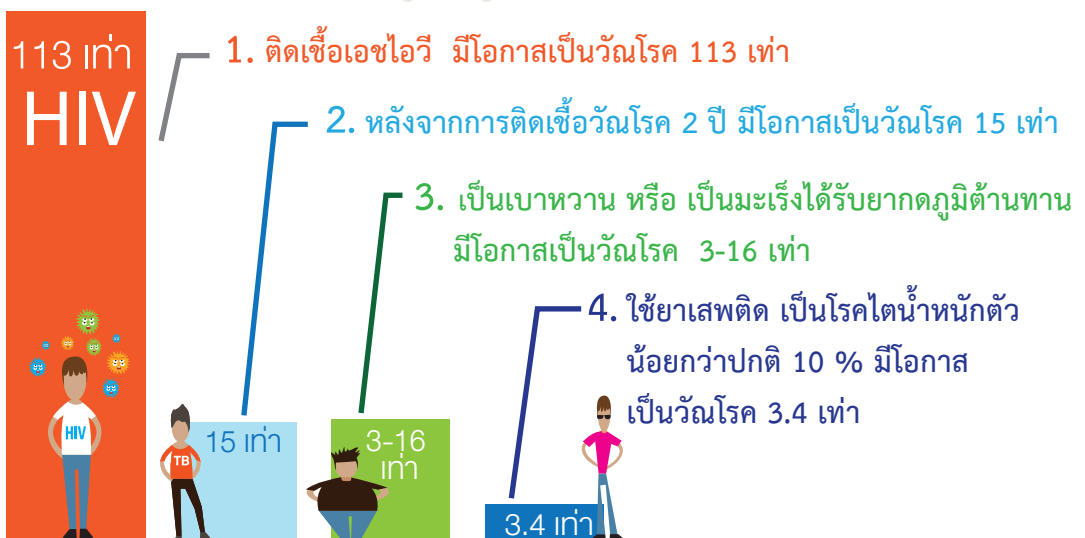 113 เท่า
HIV
1. ติดเชื้อเอชไอวี มีโอกาสเป็นวัณโรค 113 เท่า
2. หลังจากการติดเชื้อวัณโรค 2 ปี มีโอกาสเป็นวัณโรค 15 เท่า
3. เป็นเบาหวาน หรือ เป็นมะเร็งได้รับยากดภูมิต้านทาน
มีโอกาสเป็นวัณโรค 3-16 เท่า
4. ใช้ยาเสพติด เป็นโรคไตน้ำหนักตัว
น้อยกว่าปกติ 10 % มีโอกาส
เป็นวัณโรค 3.4 เท่า
HIV
TB
15 เท่า
3-16
เท่า
3.4 เท่า